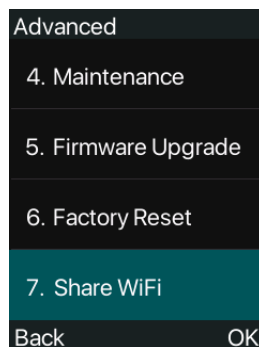 Advanced
4. Maintenance
5. Firmware Upgrade
6. Factory Reset
7. Share WiFi
Back OK